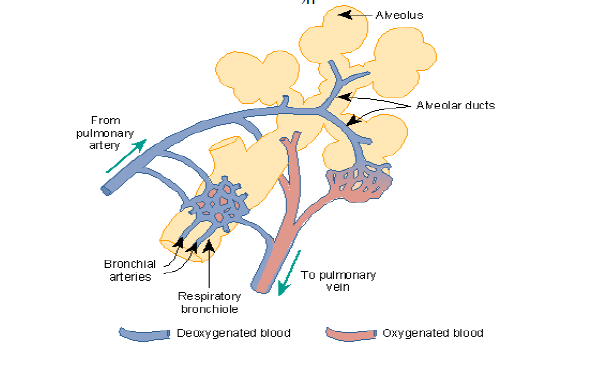 Alveolus
Alveolar ducts
From
pulmonary
artery
Bronchial
arteries
Respiratory
bronchiole
To pulmonary
vein
Deoxygenated blood
Oxygenated blood